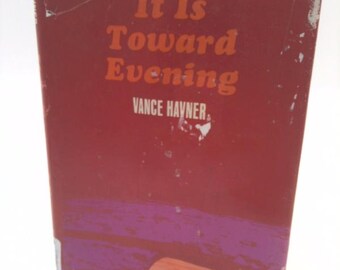 It Is
Toward
Evening
VANCE HAVNER